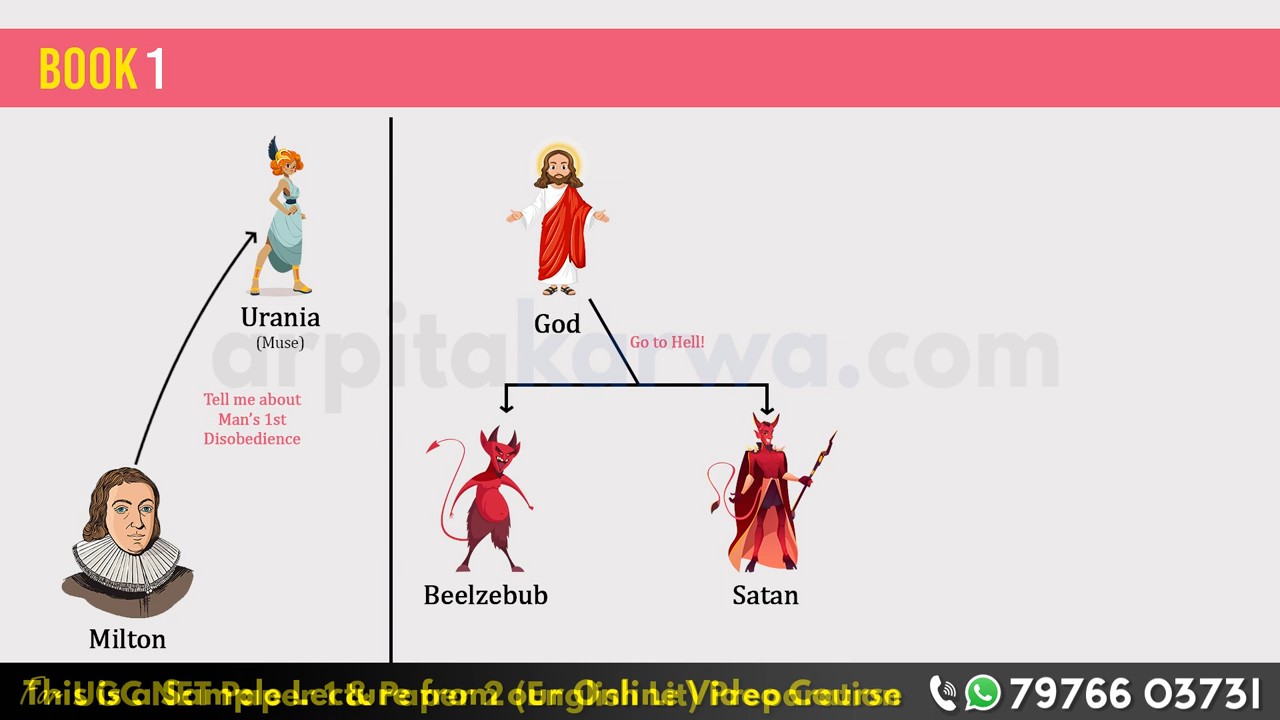 BOOK 1
Urania
(Muse)
Tell me about
Man's 1st
Disobedience
Milton
God
Go to Hell!
Beelzebub
Satan
arpitakarwa.com
79766 03731